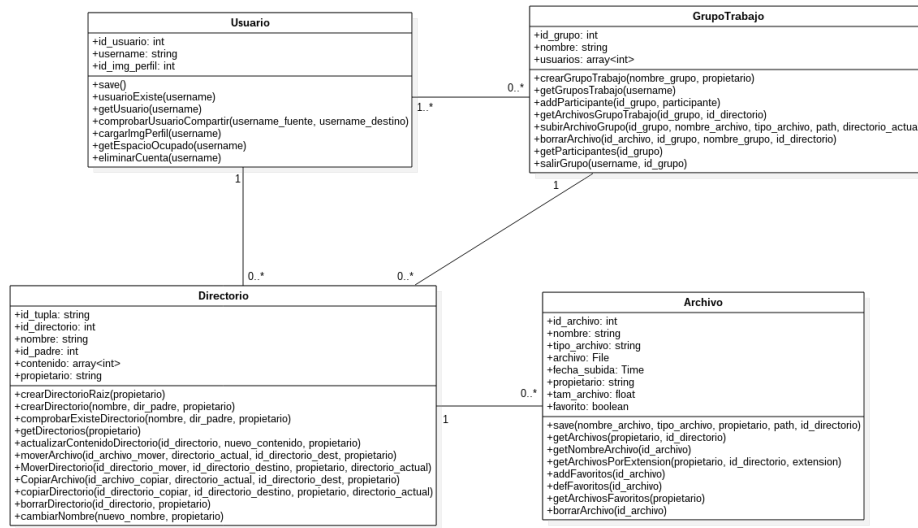 Usuario
+id_usuario: int
+username: string
+id_img_perfil: int
+save()
+usuarioExiste(username)
+getUsuario(username)
+comprobarUsuarioCompartir(username_fuente, username_destino)
+cargarImgPerfil(username)
+getEspacioOcupado(username)
+eliminarCuenta(username)
0..*
1..*
GrupoTrabajo
+id_grupo: int
+nombre: string
+usuarios: array<int>
+crearGrupoTrabajo(nombre_grupo, propietario)
+getGruposTrabajo(username)
+addParticipante(id_grupo, participante)
+getArchivosGrupoTrabajo(id_grupo, id_directorio)
+subirArchivoGrupo(id_grupo, nombre_archivo, tipo_archivo, path, directorio_actua
+borrarArchivo(id_archivo, id_grupo, nombre_grupo, id_directorio)
+getParticipantes(id_grupo)
+salirGrupo(username, id_grupo)
1
1
0..*
0..*
Directorio
+id_tupla: string
+id_directorio: int
+nombre: string
+id_padre: int
+contenido: array<int>
+propietario: string
+crearDirectorioRaiz(propietario)
+crearDirectorio(nombre, dir_padre, propietario)
+comprobarExisteDirectorio(nombre, dir_padre, propietario)
+getDirectorios(propietario)
+actualizarContenidoDirectorio(id_directorio, nuevo_contenido, propietario)
+moverArchivo(id_archivo_mover, directorio_actual, id_directorio_dest, propietario)
+MoverDirectorio(id_directorio_mover, id_directorio_destino, propietario, directorio_actual)
+CopiarArchivo(id_archivo_copiar, directorio_actual, id_directorio_dest, propietario)
+copiarDirectorio(id_directorio_copiar, id_directorio_destino, propietario, directorio_actual)
+borrarDirectorio(id_directorio, propietario)
+cambiarNombre(nuevo_nombre, propietario)
0..*
1
Archivo
+id_archivo: int
+nombre: string
+tipo_archivo: string
+archivo: File
+fecha_subida: Time
+propietario: string
+tam_archivo: float
+favorito: boolean
+save(nombre_archivo, tipo_archivo, propietario, path, id_directorio)
+getArchivos(propietario, id_directorio)
+getNombreArchivo(id_archivo)
+getArchivosPorExtension(propietario, id_directorio, extension)
+addFavoritos(id_archivo)
+defFavoritos(id_archivo)
+getArchivosFavoritos(propietario)
+borrarArchivo(id_archivo)